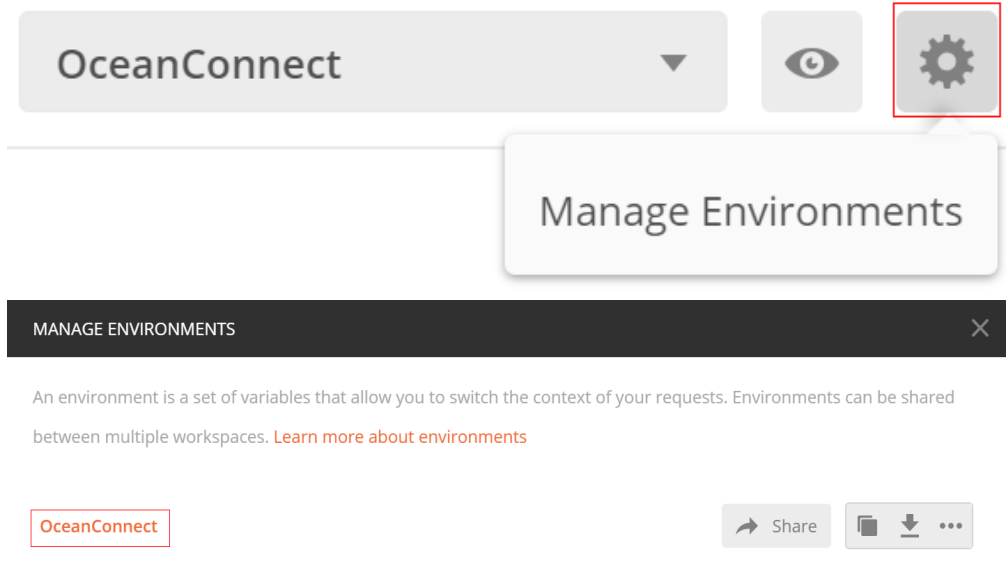 OceanConnect
Manage Environments
MANAGE ENVIRONMENTS
An environment is a set of variables that allow you to switch the context of your requests. Environments can be shared
between multiple workspaces. Learn more about environments
OceanConnect
Share